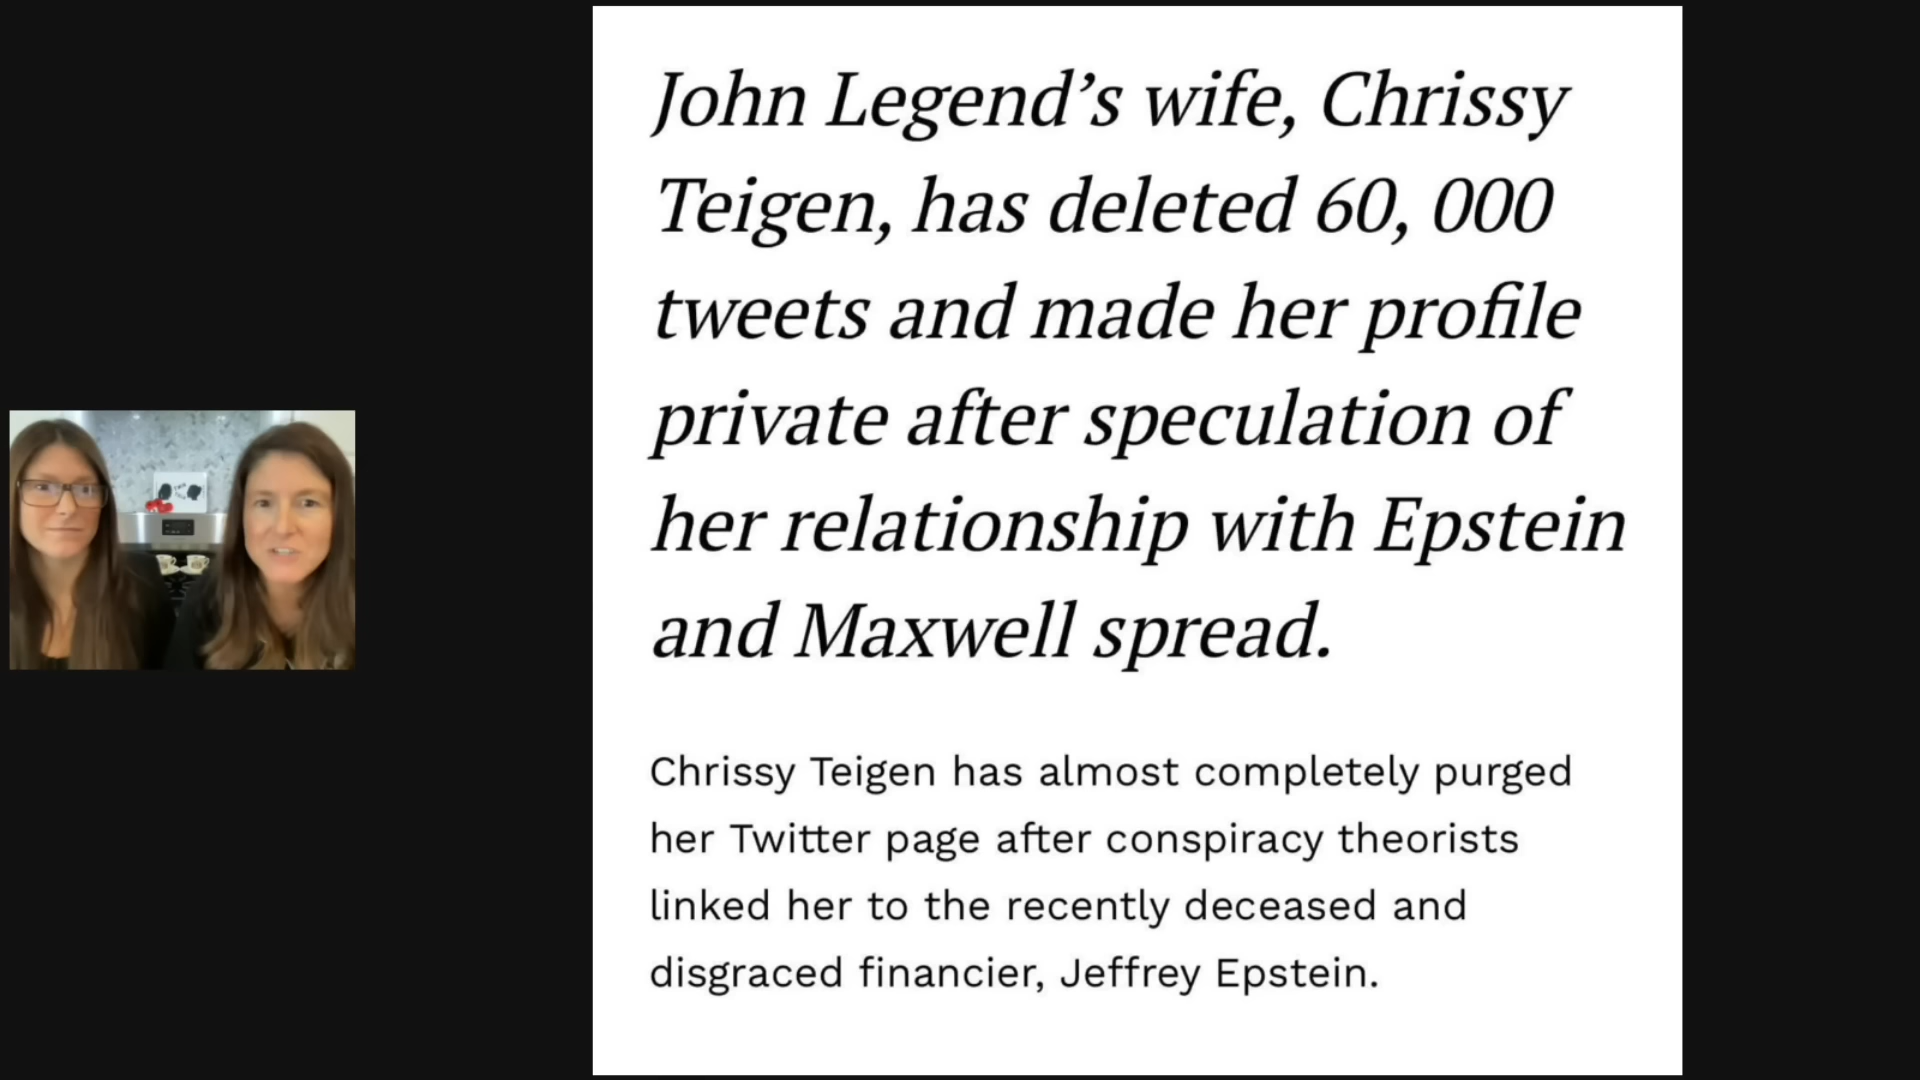 John Legend’s wife, Chrissy
Teigen, has deleted 60, 000
tweets and made her profile
private after speculation of
her relationship with Epstein
and Maxwell spread.
Chrissy Teigen has almost completely purged
her Twitter page after conspiracy theorists
linked her to the recently deceased and
disgraced financier, Jeffrey Epstein.